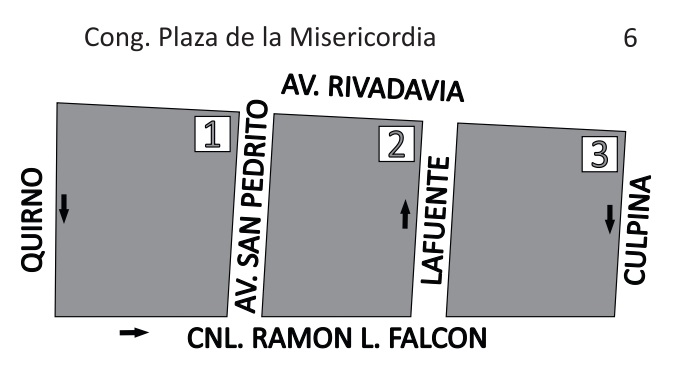 Cong. Plaza de la Misericordia 6
AV. RIVADAVIA
1
2
3
QUIRNO
AV. SAN PEDRITO
LAFUENTE
CULPINA
CNL. RAMON L. FALCON